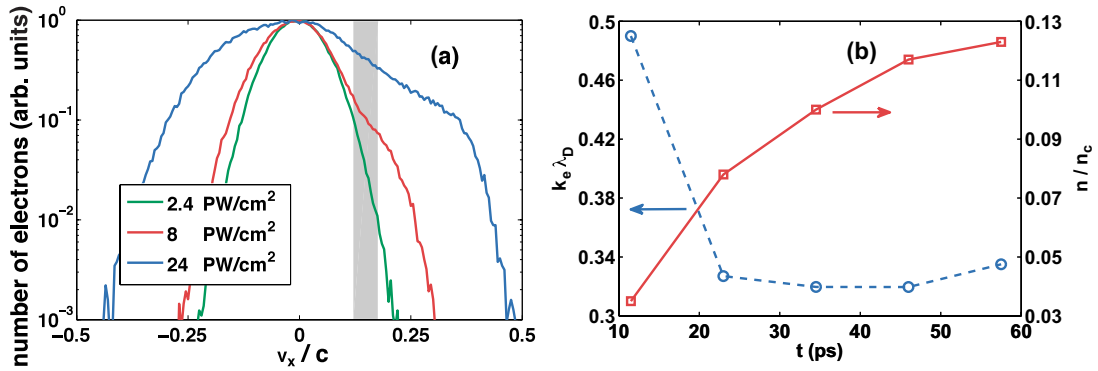 number of electrons (arb. units)
10^0
10^-1
10^-2
10^-3
(a)
2.4 PW/cm^2
8 PW/cm^2
24 PW/cm^2
−0.5 −0.25 0 0.25 0.5
v_x / c
k_e λ_D
0.5
0.46
0.42
0.38
0.34
0.3
(b)
0.13
0.11
0.09
0.07
0.05
0.03
n / n_c
10 20 30 40 50 60
t (ps)